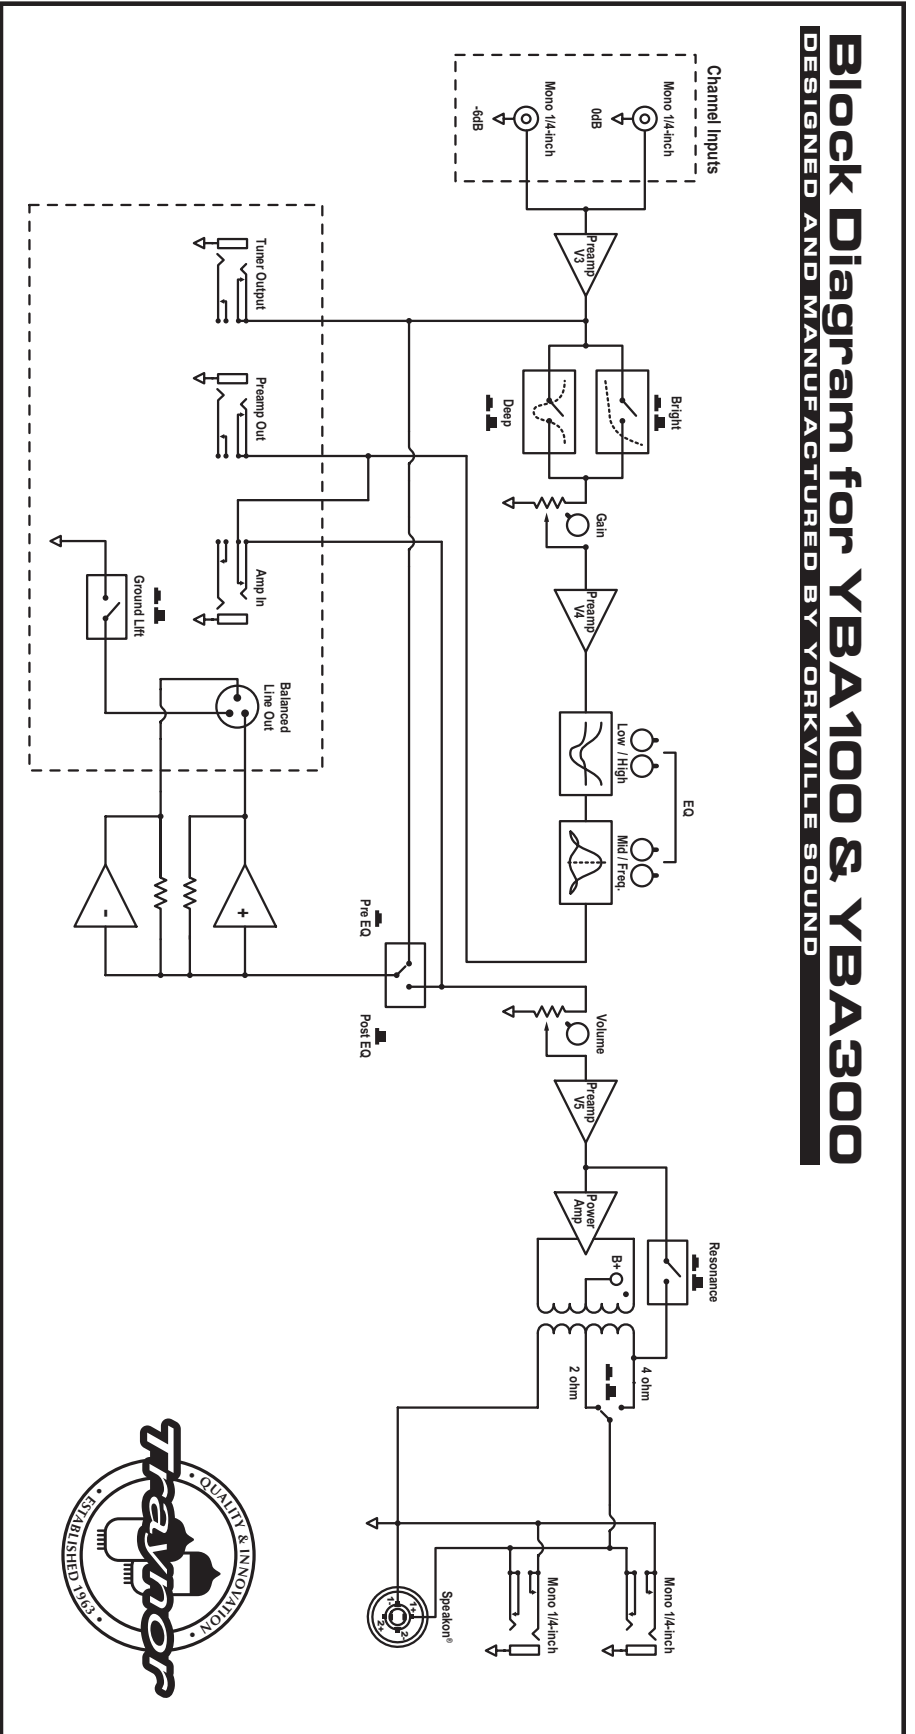 Block Diagram for YBA100 & YBA300
DESIGNED AND MANUFACTURED BY YORKVILLE SOUND
Channel Inputs
Mono 1/4-inch
0dB
Mono 1/4-inch
-6dB
Preamp
V3
Bright
Deep
Gain
Preamp
V4
EQ
Low / High
Mid / Freq.
Volume
Preamp
V5
Power
Amp
Resonance
B+
4 ohm
2 ohm
Mono 1/4-inch
Mono 1/4-inch
Speakon®
1+
1-
2+
2-
Tuner Output
Preamp Out
Amp In
Ground Lift
Balanced
Line Out
+
-
Pre EQ
Post EQ
• QUALITY & INNOVATION •
Traynor
• ESTABLISHED 1963 •